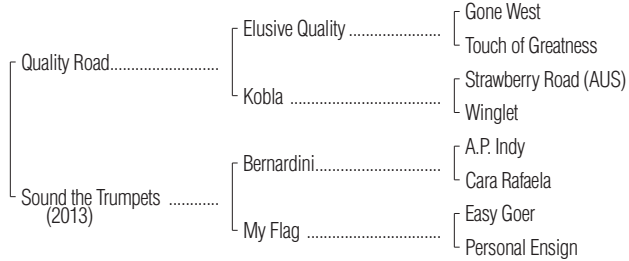 Gone West
Elusive Quality ....................
Touch of Greatness
Quality Road........................
Strawberry Road (AUS)
Kobla .................................
Winglet
A.P. Indy
Bernardini............................
Cara Rafaela
Sound the Trumpets ............
(2013)
Easy Goer
My Flag .............................
Personal Ensign